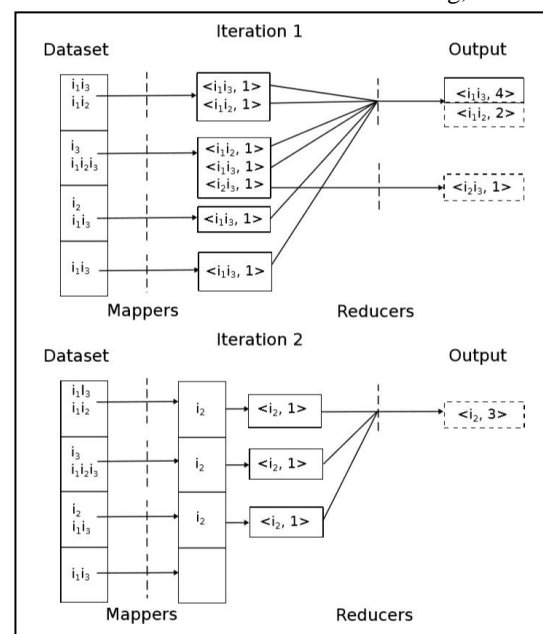 Iteration 1
Dataset
Output
i₁i₃
i₁i₂
i₃
i₁i₂i₃
i₂
i₁i₃
i₁i₃
<i₁i₃, 1>
<i₁i₂, 1>
<i₁i₂, 1>
<i₁i₃, 1>
<i₂i₃, 1>
<i₁i₃, 1>
<i₁i₃, 1>
<i₁i₃, 4>
<i₁i₂, 2>
<i₂i₃, 1>
Mappers
Reducers
Iteration 2
Dataset
Output
i₁I₃
i₁i₂
i₃
i₁i₂i₃
i₂
i₁i₃
i₁i₃
i₂
i₂
i₂
<i₂, 1>
<i₂, 1>
<i₂, 1>
<i₂, 3>
Mappers
Reducers